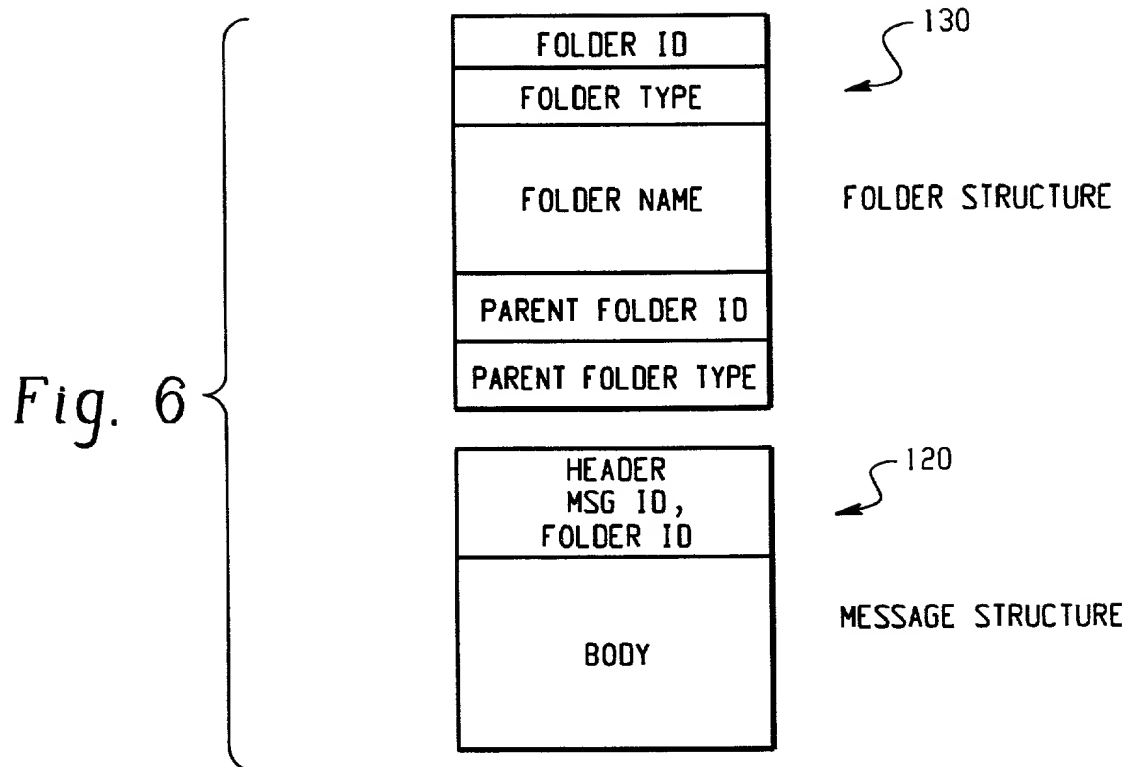 FOLDER ID
130
FOLDER TYPE
FOLDER NAME
FOLDER STRUCTURE
PARENT FOLDER ID
PARENT FOLDER TYPE
Fig. 6
HEADER
MSG ID,
FOLDER ID
120
MESSAGE STRUCTURE
BODY